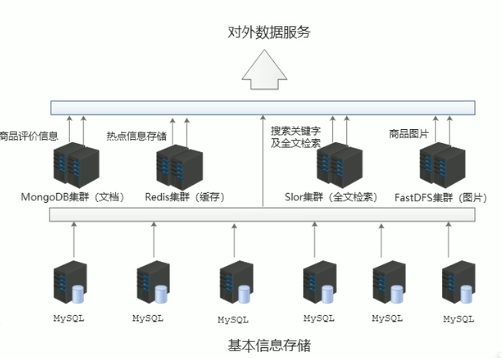 对外数据服务
商品评价信息
热点信息存储
搜索关键字
及全文检索
商品图片
MongoDB集群（文档）
Redis集群（缓存）
Slor集群（全文检索）
FastDFS集群（图片）
MySQL
MySQL
MySQL
MySQL
MySQL
MySQL
基本信息存储